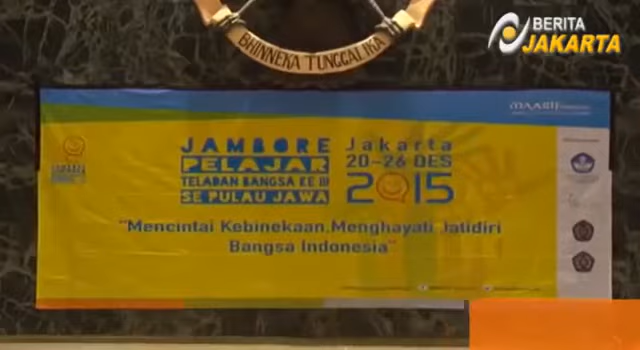 BHINNEKA TUNGGAL IKA
BERITA
JAKARTA
MAARIF
JAMBORE
PELAJAR
TELADAN BANGSA KE III
SE PULAU JAWA
Jakarta
20-26 DES
2015
"Mencintai Kebinekaan, Menghayati Jatidiri
Bangsa Indonesia"